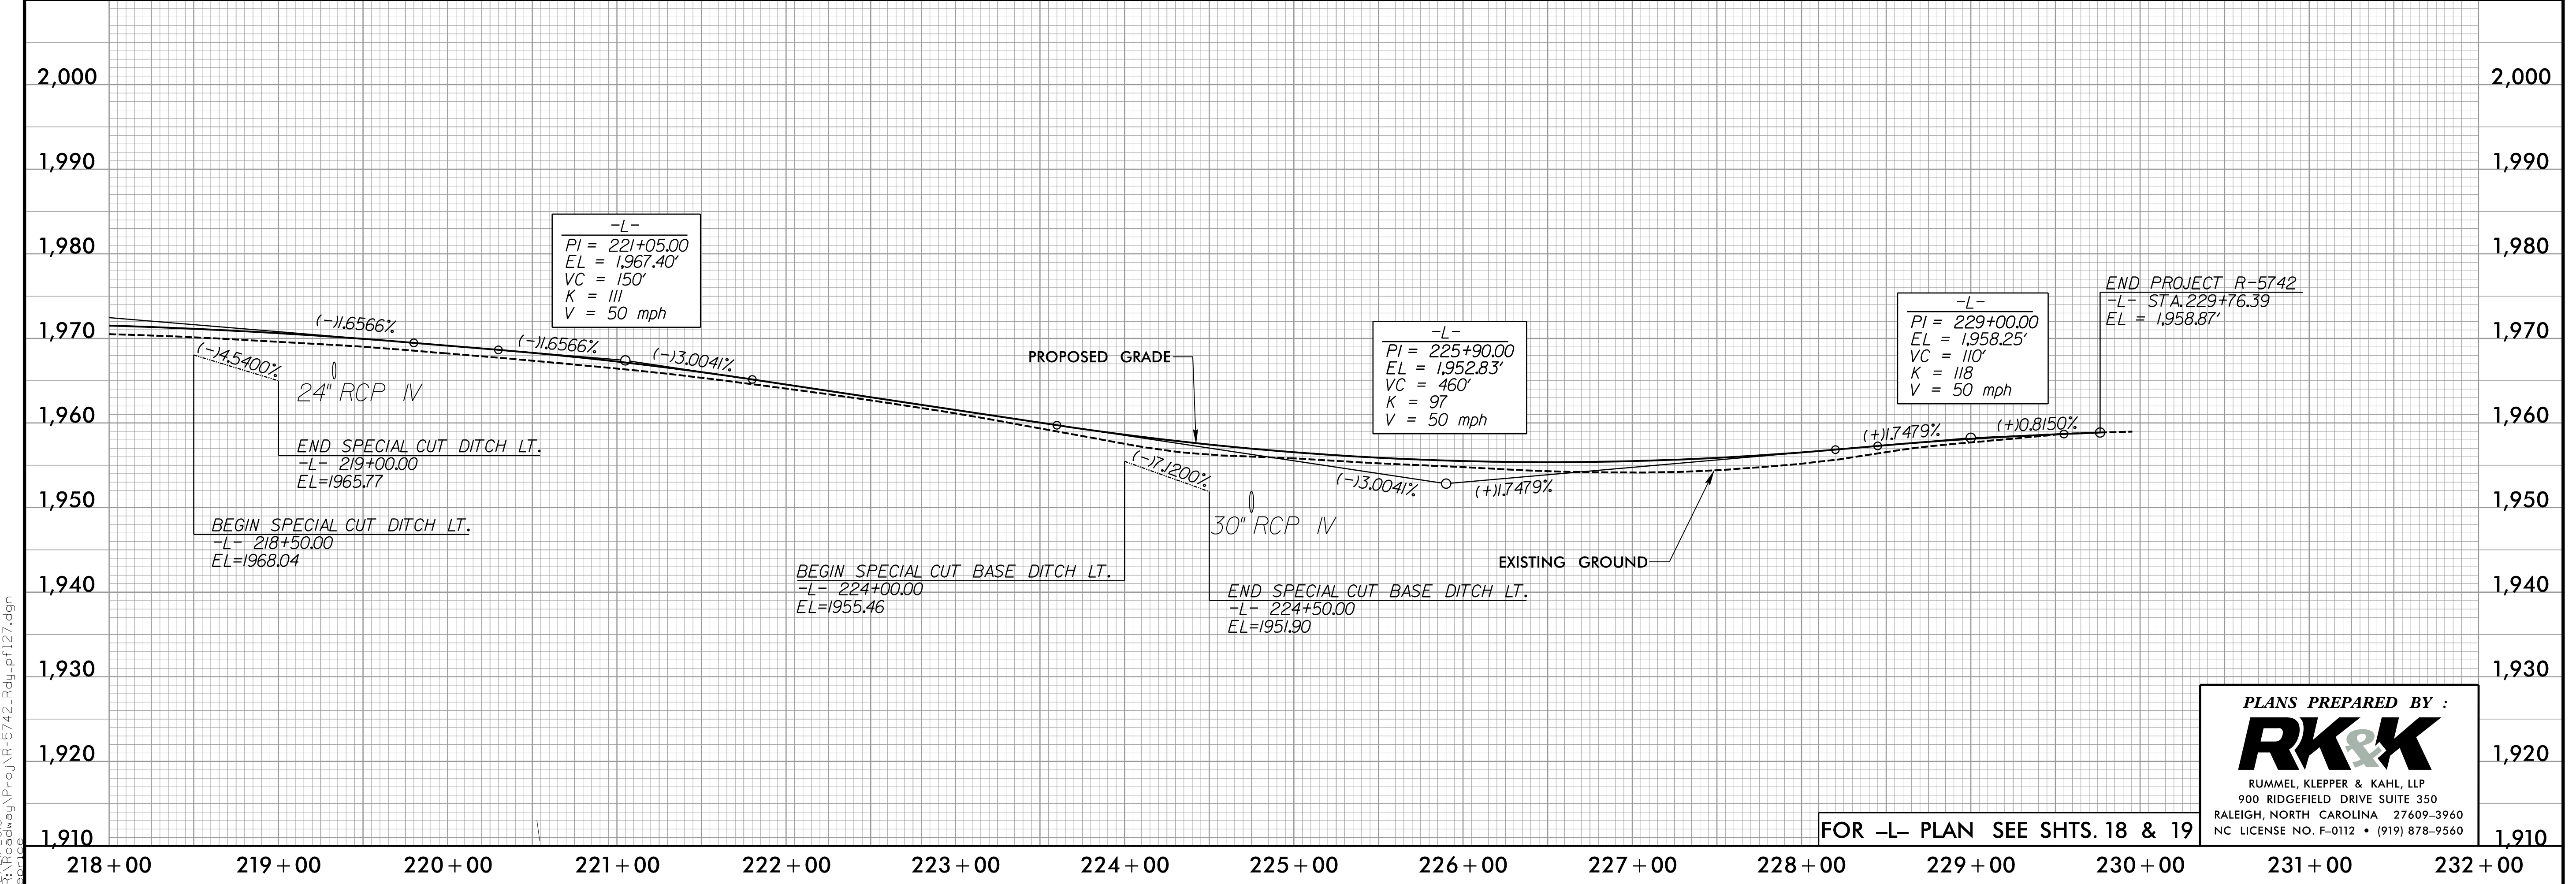 2,000
1,990
1,980
1,970
1,960
1,950
1,940
1,930
1,920
1,910
2,000
1,990
1,980
1,970
1,960
1,950
1,940
1,930
1,920
1,910
-L-
PI = 221+05.00
EL = 1,967.40'
VC = 150'
K = 111
V = 50 mph
(-)1.6566%
(-)1.6566%
(-)3.0041%
(-)4.5400%
24" RCP IV
END SPECIAL CUT DITCH LT.
-L- 219+00.00
EL=1965.77
BEGIN SPECIAL CUT DITCH LT.
-L- 218+50.00
EL=1968.04
PROPOSED GRADE
-L-
PI = 225+90.00
EL = 1,952.83'
VC = 460'
K = 97
V = 50 mph
(-)7.1200%
(-)3.0041%
(+)1.7479%
30" RCP IV
BEGIN SPECIAL CUT BASE DITCH LT.
-L- 224+00.00
EL=1955.46
END SPECIAL CUT BASE DITCH LT.
-L- 224+50.00
EL=1951.90
EXISTING GROUND
-L-
PI = 229+00.00
EL = 1,958.25'
VC = 110'
K = 118
V = 50 mph
(+)1.7479%
(+)0.8150%
END PROJECT R-5742
-L- STA.229+76.39
EL = 1,958.87'
PLANS PREPARED BY :
RK&K
RUMMEL, KLEPPER & KAHL, LLP
900 RIDGEFIELD DRIVE SUITE 350
RALEIGH, NORTH CAROLINA 27609-3960
NC LICENSE NO. F-0112 • (919) 878-9560
FOR -L- PLAN SEE SHTS. 18 & 19
218+00 219+00 220+00 221+00 222+00 223+00 224+00 225+00 226+00 227+00 228+00 229+00 230+00 231+00 232+00
R:\Roadway\Proj\R-5742_Rdy_pfl27.dgn